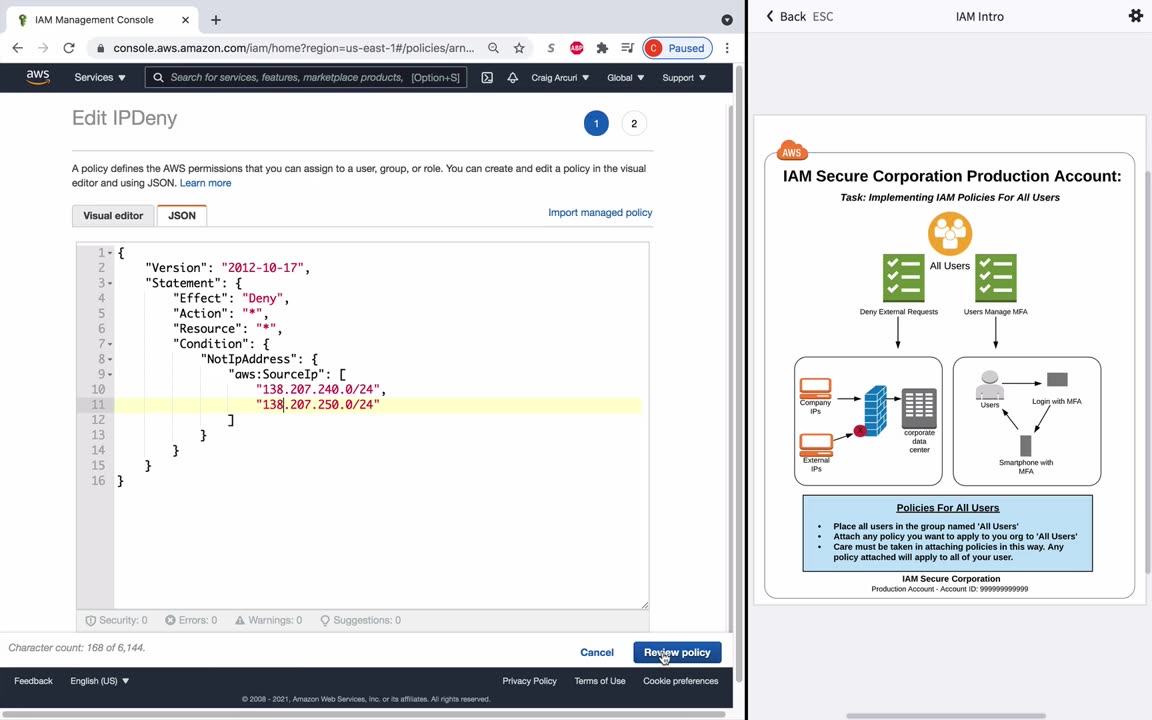 IAM Management Console
console.aws.amazon.com/iam/home?region=us-east-1#/policies/arn...
S
ABP
C Paused
aws
Services
Search for services, features, marketplace products, [Option+S]
Craig Arcuri
Global
Support
Edit IPDeny
1
2
A policy defines the AWS permissions that you can assign to a user, group, or role. You can create and edit a policy in the visual
editor and using JSON. Learn more
Visual editor
JSON
Import managed policy
1 {
2 "Version": "2012-10-17",
3 "Statement": {
4 "Effect": "Deny",
5 "Action": "*",
6 "Resource": "*",
7 "Condition": {
8 "NotIpAddress": {
9 "aws:SourceIp": [
10 "138.207.240.0/24",
11 "138.207.250.0/24"
12 ]
13 }
14 }
15 }
16 }
Security: 0
Errors: 0
Warnings: 0
Suggestions: 0
Character count: 168 of 6,144.
Cancel
Review policy
Feedback
English (US)
Privacy Policy
Terms of Use
Cookie preferences
© 2008 - 2021, Amazon Web Services, Inc. or its affiliates. All rights reserved.
Back ESC
IAM Intro
AWS
IAM Secure Corporation Production Account:
Task: Implementing IAM Policies For All Users
All Users
Deny External Requests
Users Manage MFA
Company
IPs
External
IPs
X
corporate
data
center
Users
Login with MFA
Smartphone with
MFA
Policies For All Users
• Place all users in the group named 'All Users'
• Attach any policy you want to apply to you org to 'All Users'
• Care must be taken in attaching policies in this way. Any
policy attached will apply to all of your user.
IAM Secure Corporation
Production Account - Account ID: 999999999999